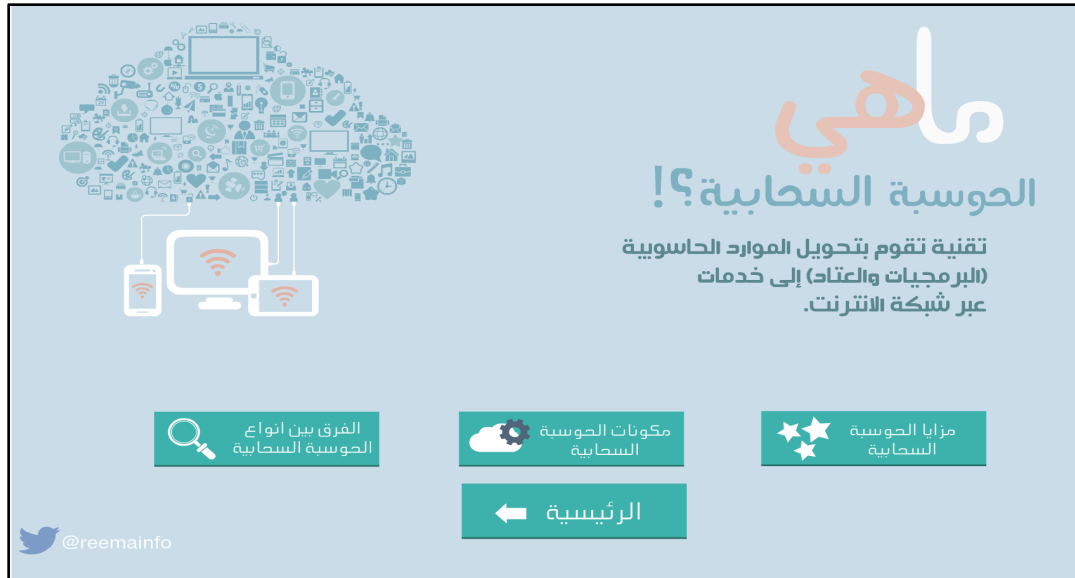 ماهي
الحوسبة السحابية؟!
تقنية تقوم بتحويل الموارد الحاسوبية
(البرمجيات والعتاد) إلى خدمات
عبر شبكة الانترنت.
مزايا الحوسبة
السحابية
مكونات الحوسبة
السحابية
الفرق بين انواع
الحوسبة السحابية
الرئيسية
@reemainfo